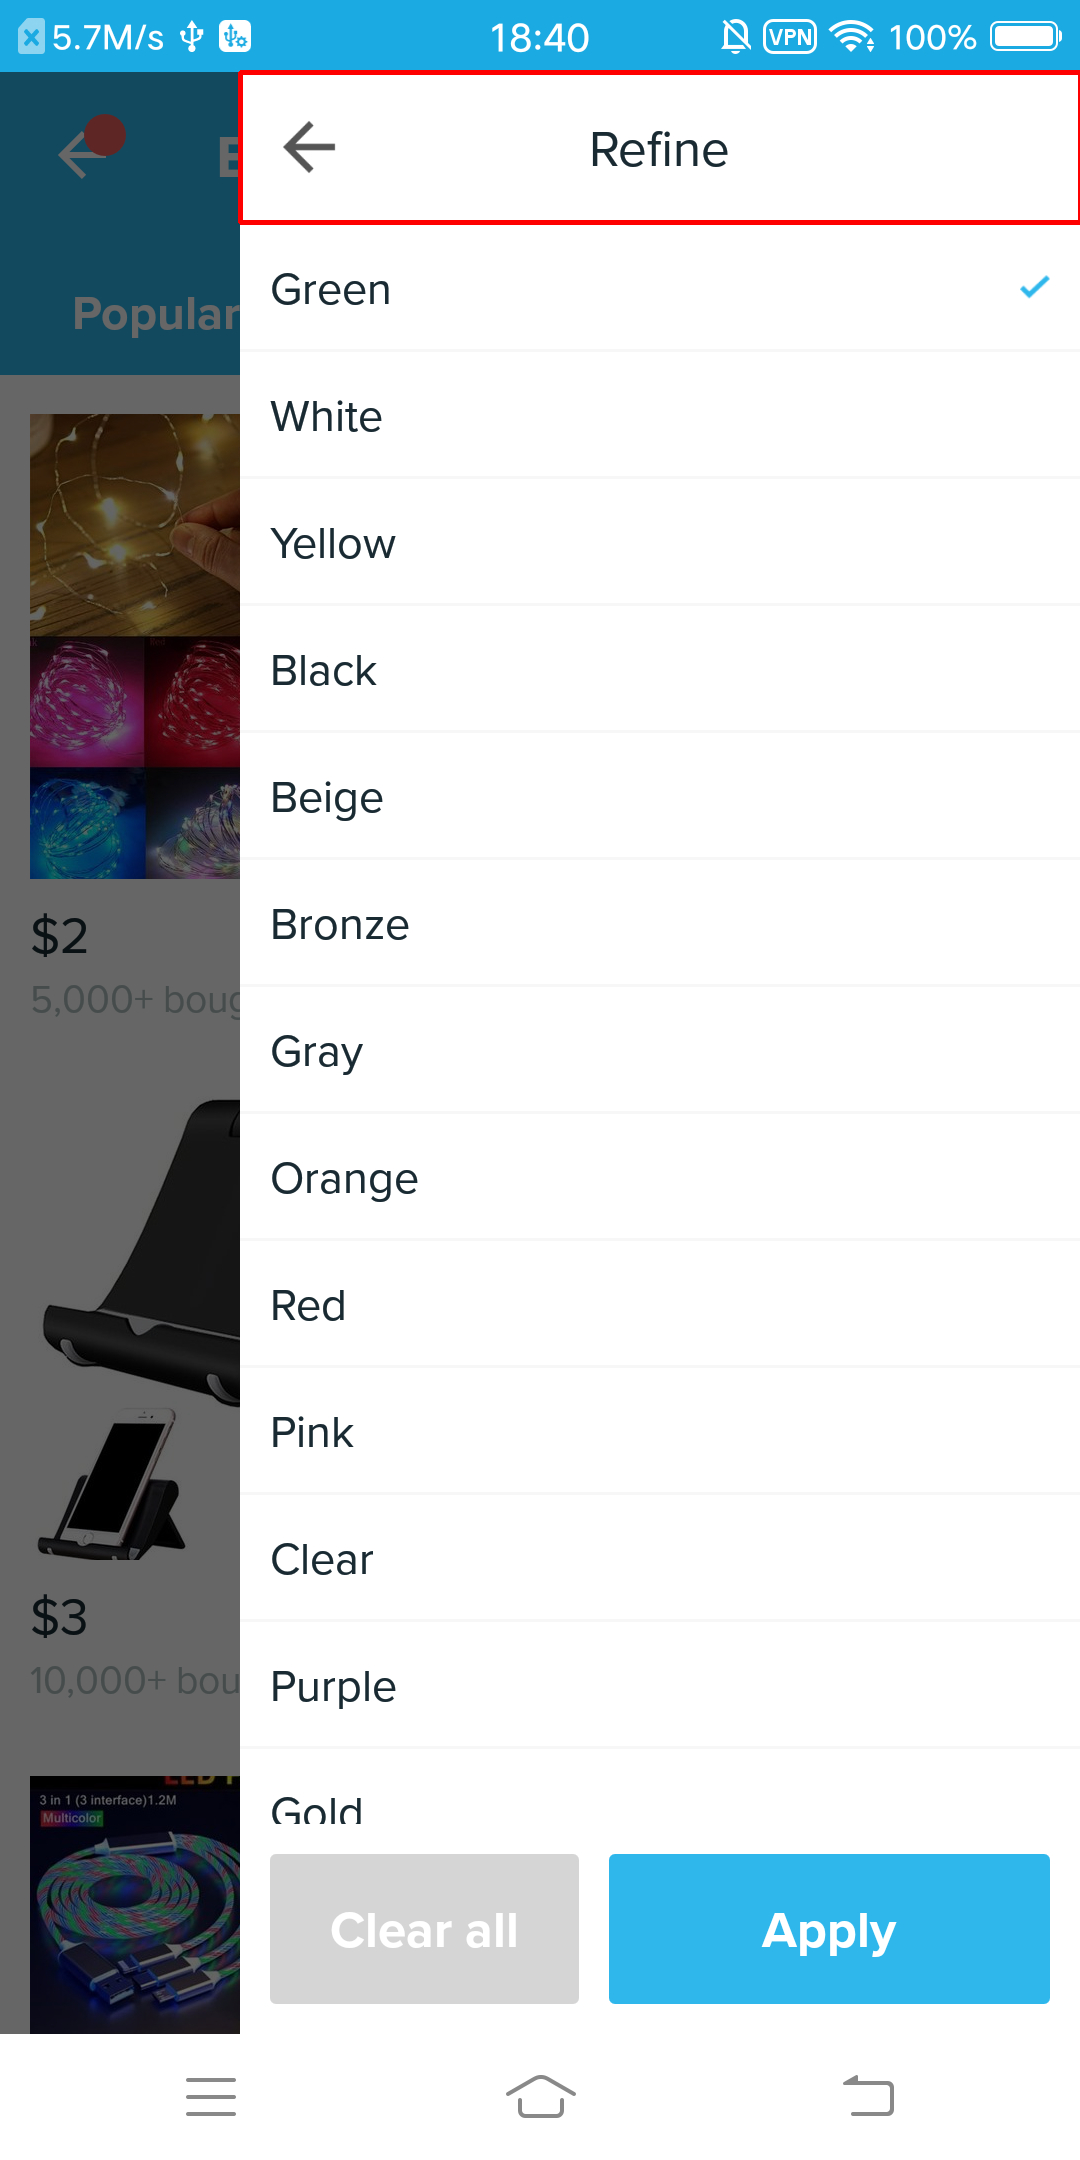 5.7M/s 18:40 VPN 100%
Refine
Popular
Green
White
Yellow
Black
Beige
Bronze
$2
5,000+
Gray
Orange
Red
Pink
Clear
$3
10,000+
Purple
Gold
3 in 1 (3 interface)1.2M
Multicolor
Clear all
Apply